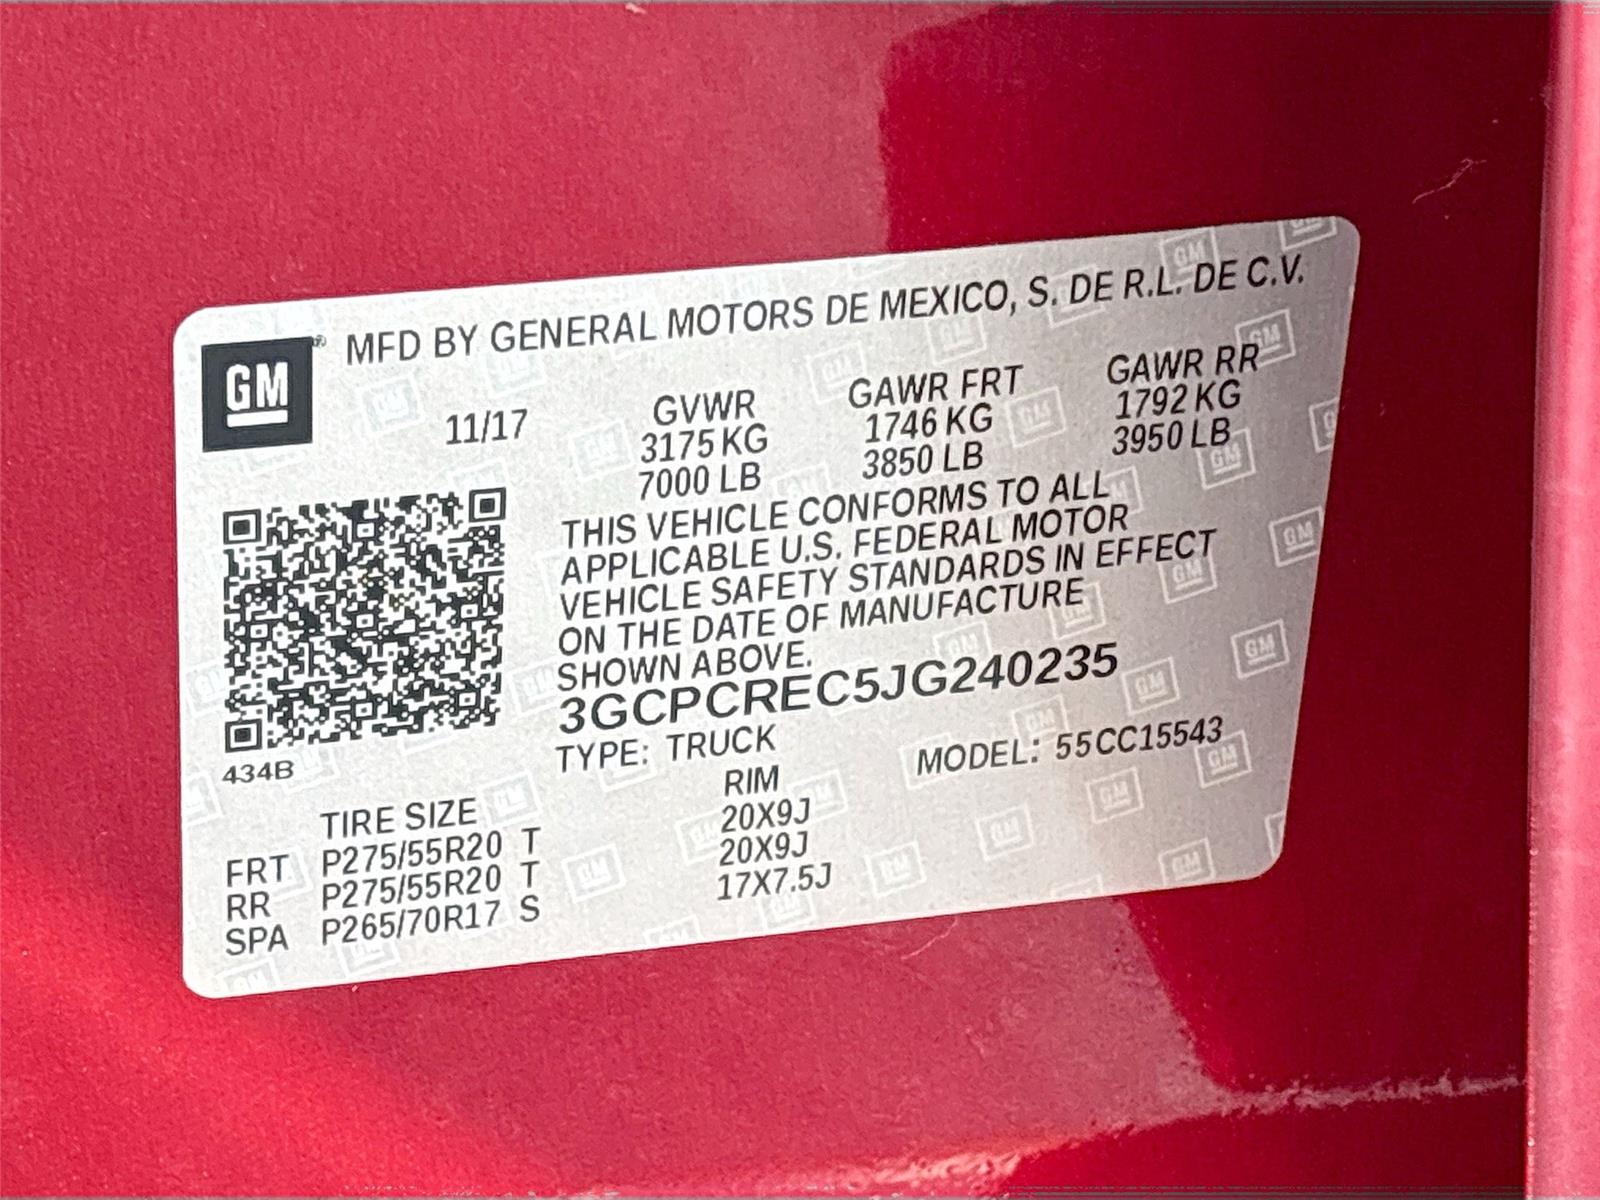 GM® MFD BY GENERAL MOTORS DE MEXICO, S. DE R.L. DE C.V.
11/17 GVWR GAWR FRT GAWR RR
3175 KG 1746 KG 1792 KG
7000 LB 3850 LB 3950 LB
THIS VEHICLE CONFORMS TO ALL
APPLICABLE U.S. FEDERAL MOTOR
VEHICLE SAFETY STANDARDS IN EFFECT
ON THE DATE OF MANUFACTURE
SHOWN ABOVE.
3GCPCREC5JG240235
434B
TYPE: TRUCK MODEL: 55CC15543
TIRE SIZE RIM
FRT P275/55R20 T 20X9J
RR P275/55R20 T 20X9J
SPA P265/70R17 S 17X7.5J